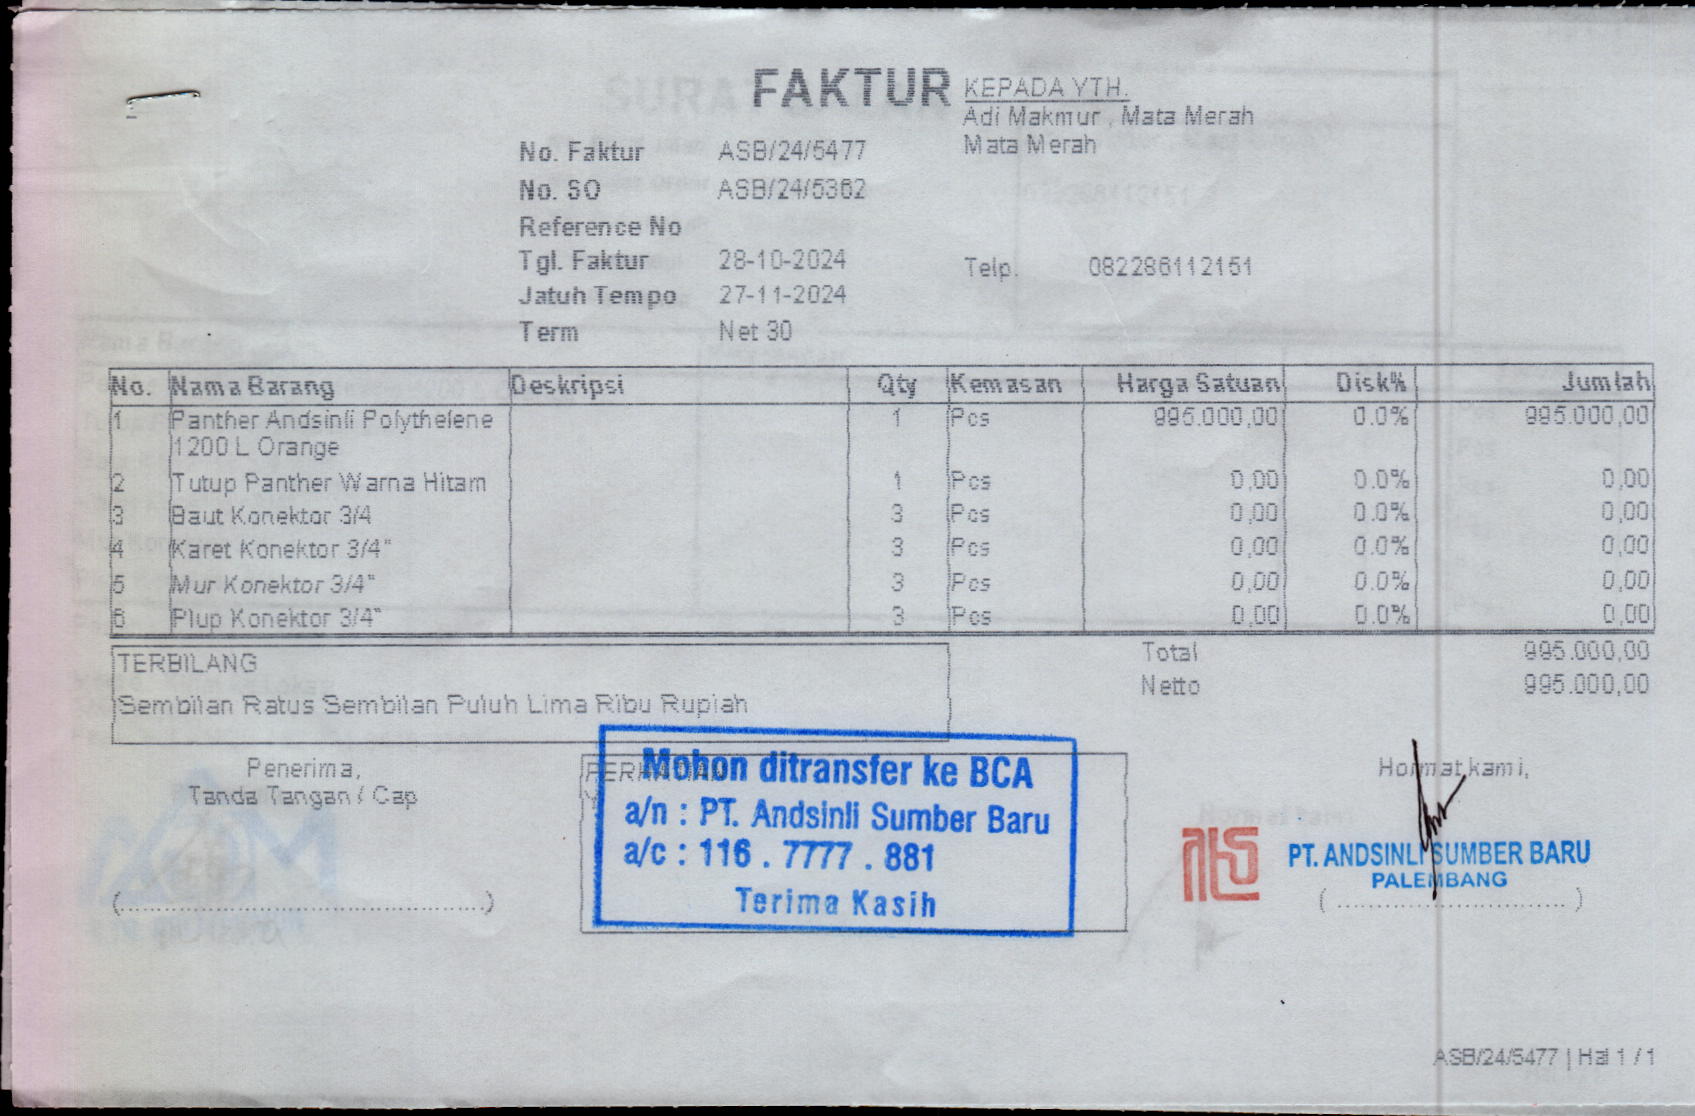 FAKTUR
KEPADA YTH.
Adi Makmur , Mata Merah
Mata Merah
No. Faktur ASB/24/5477
No. SO ASB/24/5362
Reference No
Tgl. Faktur 28-10-2024
Telp. 082286112151
Jatuh Tempo 27-11-2024
Term Net 30
No. Nama Barang Deskripsi Qty Kemasan Harga Satuan Disk% Jumlah
1 Panther Andsinli Polythelene 1 Pcs 995.000,00 0.0% 995.000,00
1200 L Orange
2 Tutup Panther Warna Hitam 1 Pcs 0,00 0.0% 0,00
3 Baut Konektor 3/4 3 Pcs 0,00 0.0% 0,00
4 Karet Konektor 3/4" 3 Pcs 0,00 0.0% 0,00
5 Mur Konektor 3/4" 3 Pcs 0,00 0.0% 0,00
6 Plup Konektor 3/4" 3 Pcs 0,00 0.0% 0,00
Total 995.000,00
Netto 995.000,00
TERBILANG
Sembilan Ratus Sembilan Puluh Lima Ribu Rupiah
Penerima,
Tanda Tangan / Cap
(..................................................)
Mohon ditransfer ke BCA
a/n : PT. Andsinli Sumber Baru
a/c : 116 . 7777 . 881
Terima Kasih
Hormat kami,
PT. ANDSINLI SUMBER BARU
PALEMBANG
( .............................. )
ASB/24/5477 | Hal 1 / 1